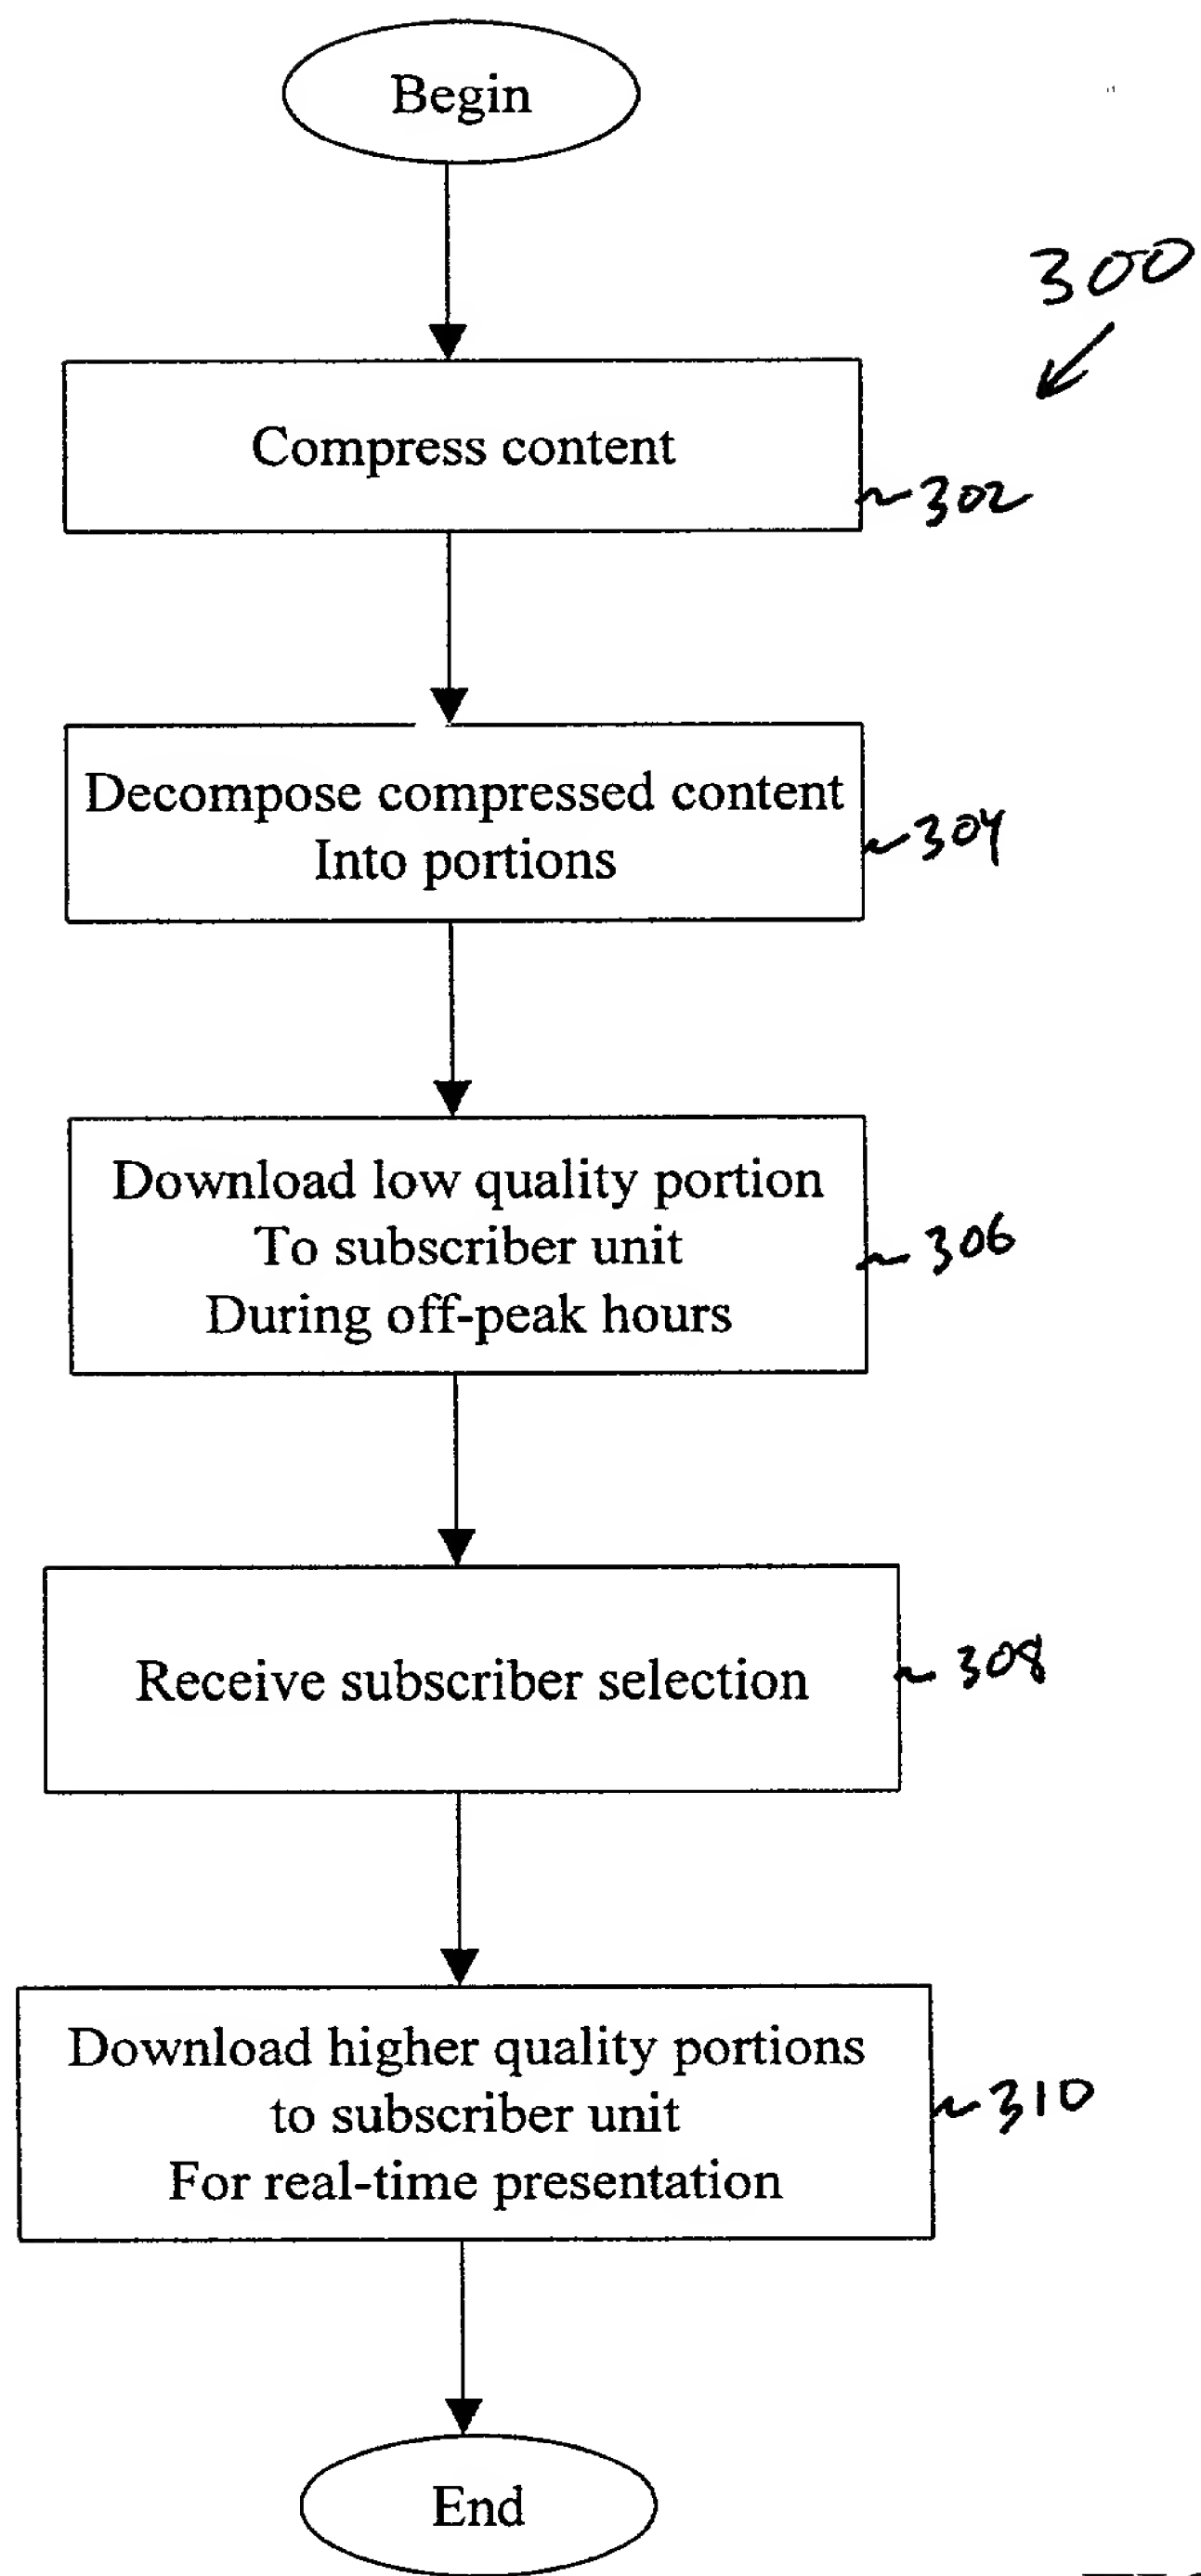 Begin
300
Compress content
302
Decompose compressed content
Into portions
304
Download low quality portion
To subscriber unit
During off-peak hours
306
Receive subscriber selection
308
Download higher quality portions
to subscriber unit
For real-time presentation
310
End